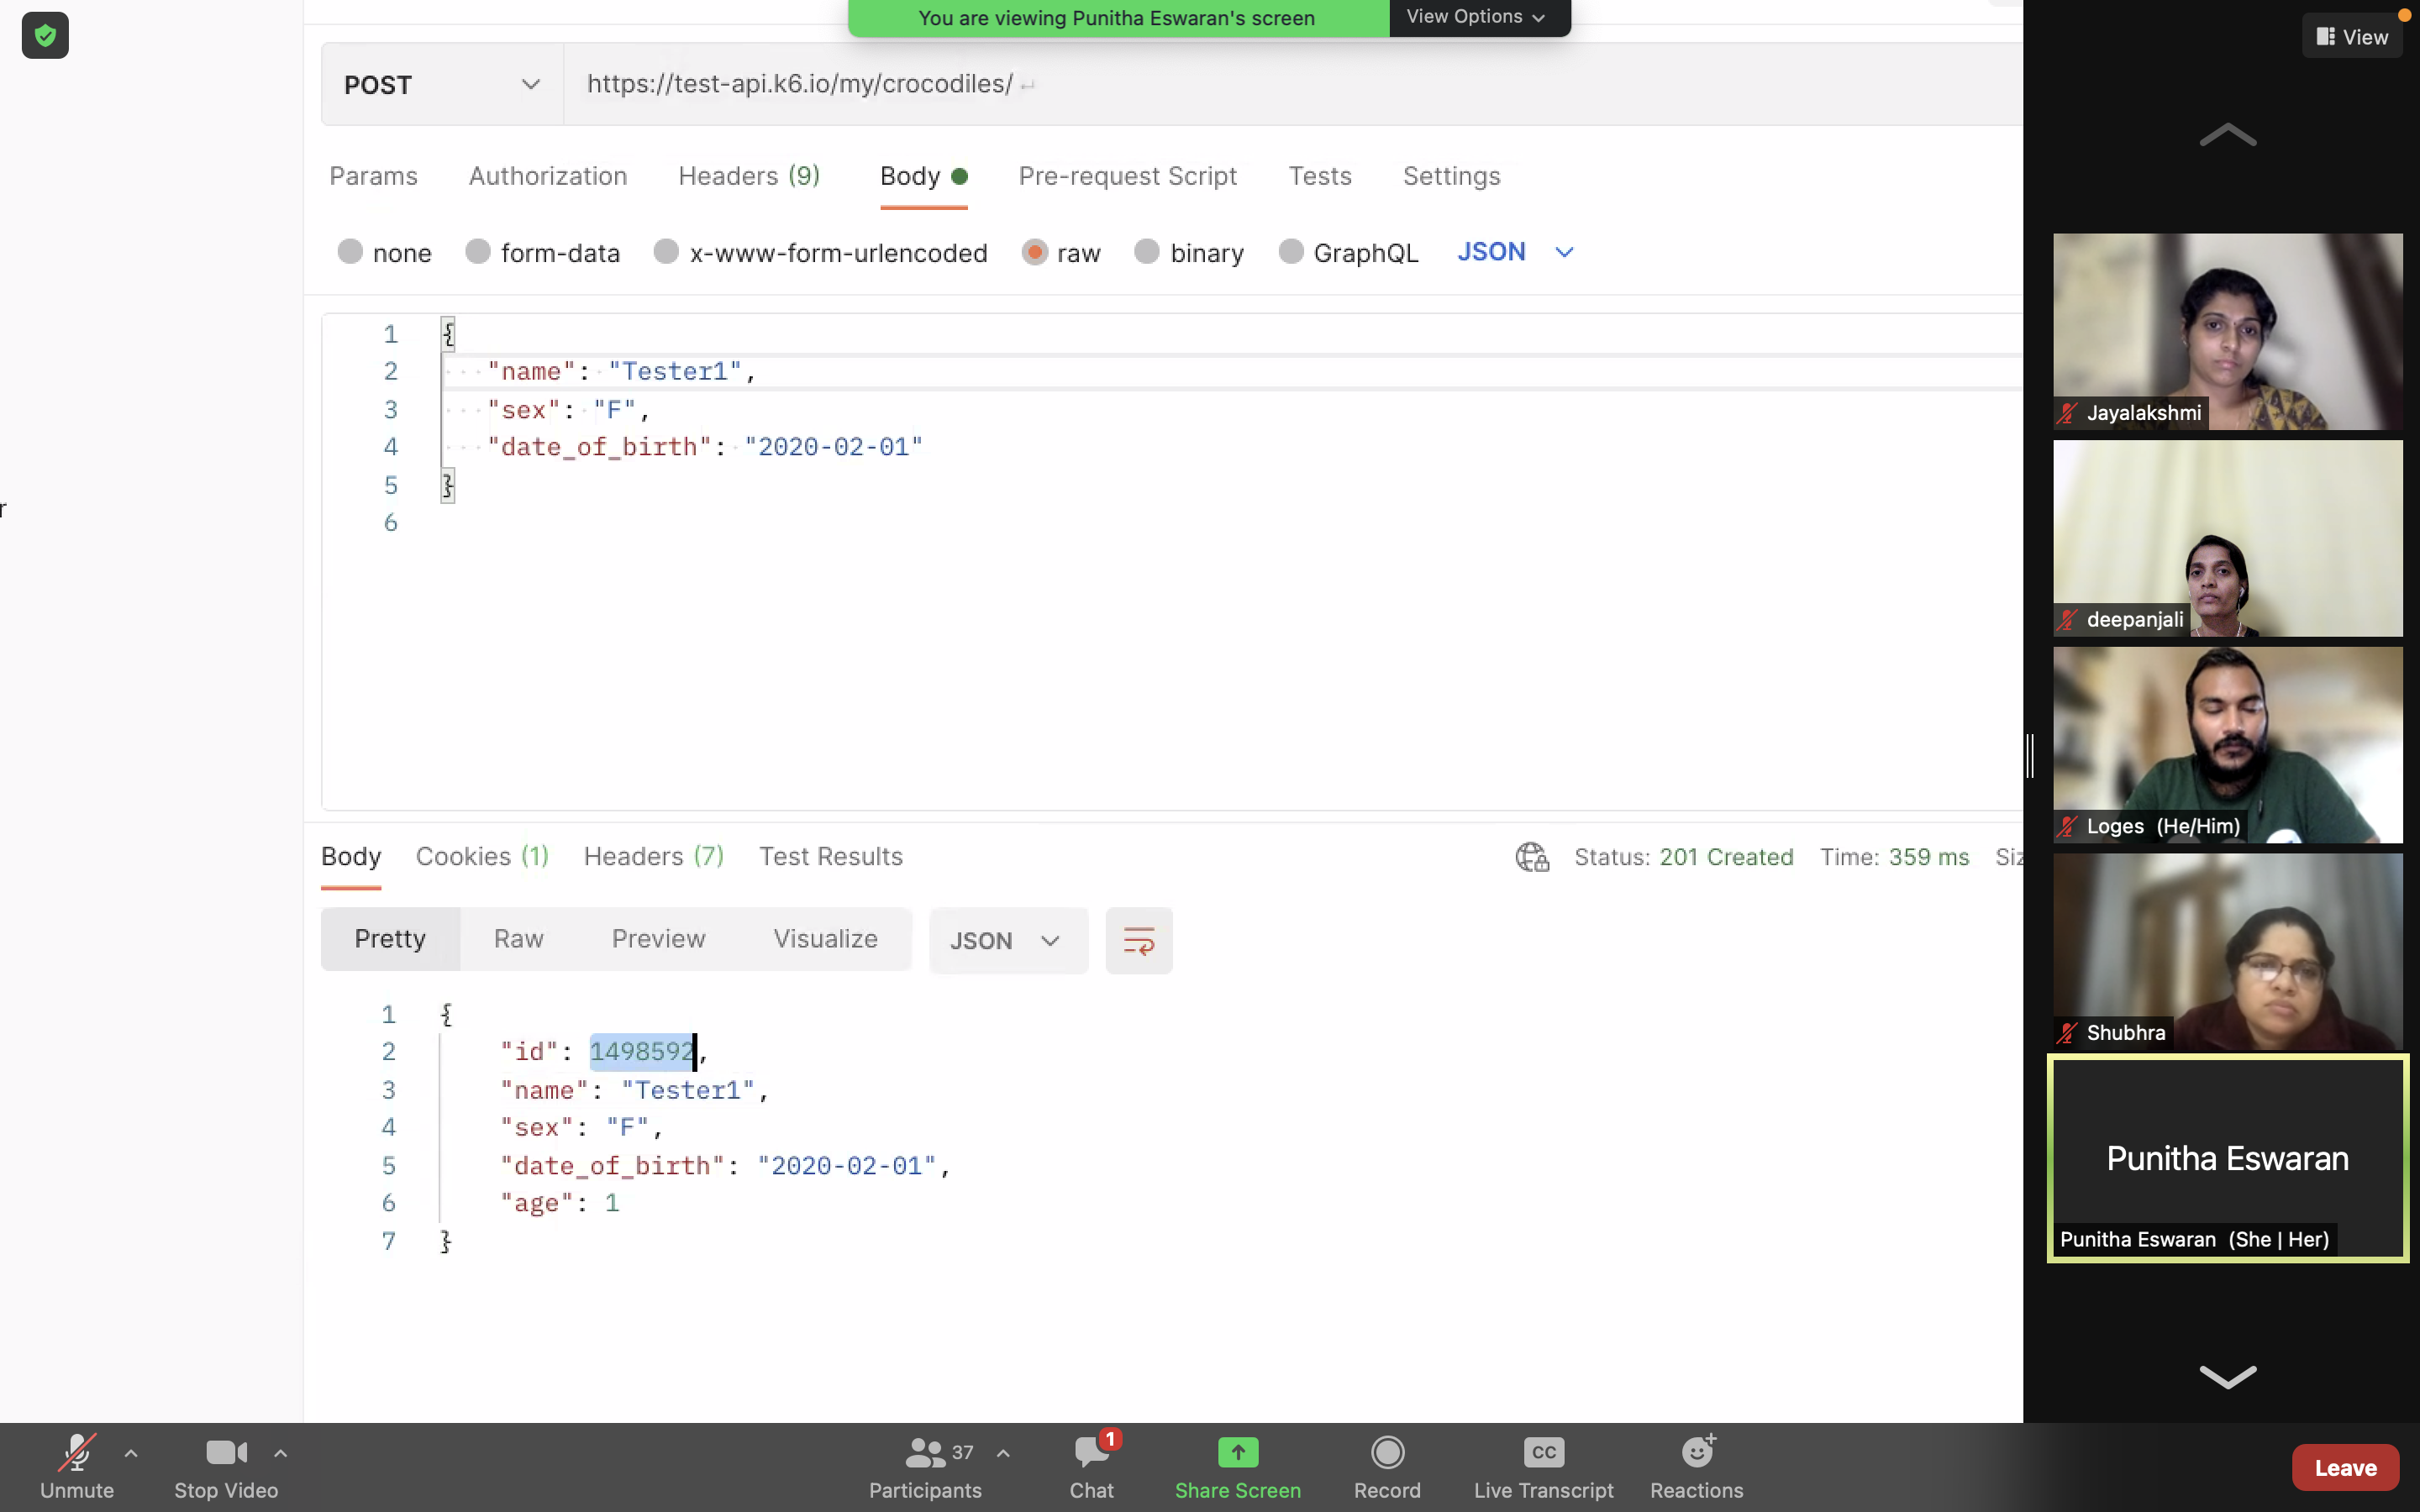 You are viewing Punitha Eswaran's screen
View Options
View
POST
https://test-api.k6.io/my/crocodiles/
Params Authorization Headers (9) Body Pre-request Script Tests Settings
none form-data x-www-form-urlencoded raw binary GraphQL JSON
1 {
2 "name": "Tester1",
3 "sex": "F",
4 "date_of_birth": "2020-02-01"
5 }
6
r
Body Cookies (1) Headers (7) Test Results
Status: 201 Created Time: 359 ms Siz
Pretty Raw Preview Visualize JSON
1 {
2 "id": 1498592,
3 "name": "Tester1",
4 "sex": "F",
5 "date_of_birth": "2020-02-01",
6 "age": 1
7 }
Jayalakshmi
deepanjali
Loges (He/Him)
Shubhra
Punitha Eswaran
Punitha Eswaran (She | Her)
37
1
CC
Unmute Stop Video Participants Chat Share Screen Record Live Transcript Reactions
Leave